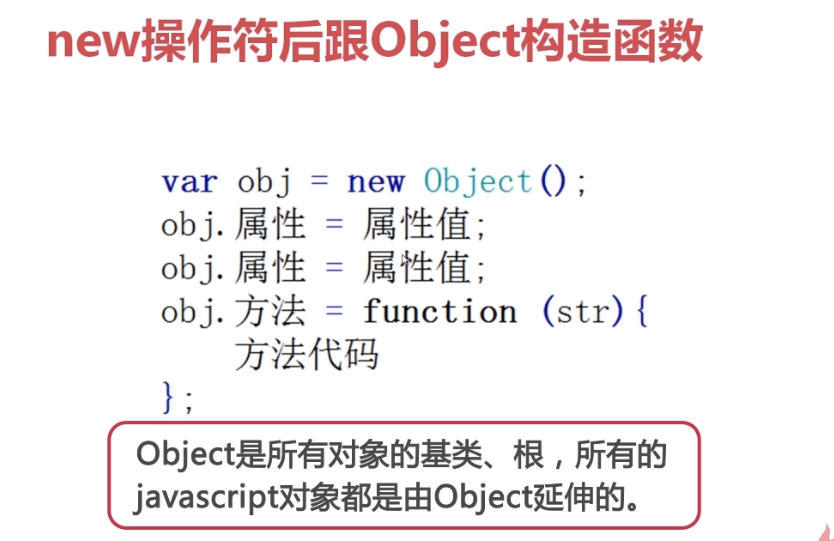 new操作符后跟Object构造函数
var obj = new Object();
obj.属性 = 属性值;
obj.属性 = 属性值;
obj.方法 = function (str){
方法代码
};
Object是所有对象的基类、根，所有的
javascript对象都是由Object延伸的。